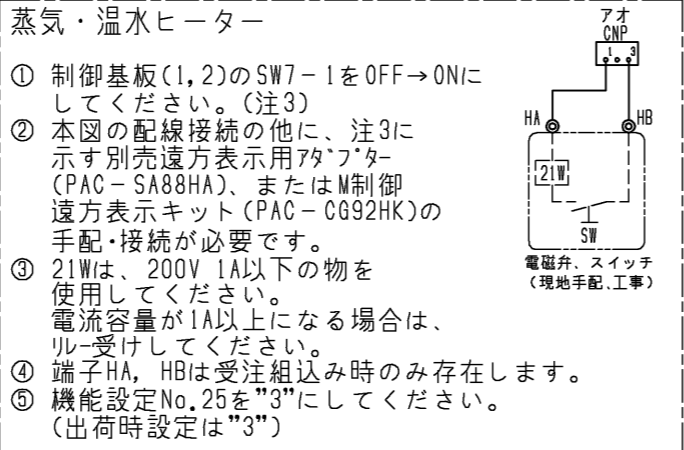 蒸気・温水ヒーター
① 制御基板(1,2)のSW7-1をOFF→ONに
してください。(注3)
② 本図の配線接続の他に、注3に
示す別売遠方表示用ｱﾀﾞﾌﾟﾀｰ
(PAC-SA88HA)、またはM制御
遠方表示キット(PAC-CG92HK)の
手配・接続が必要です。
③ 21Wは、200V 1A以下の物を
使用してください。
電流容量が1A以上になる場合は、
ﾘﾚｰ受けしてください。
④ 端子HA, HBは受注組込み時のみ存在します。
⑤ 機能設定No.25を"3"にしてください。
(出荷時設定は"3")
アオ
CNP
1 3
HA HB
21W
SW
電磁弁、スイッチ
(現地手配、工事)